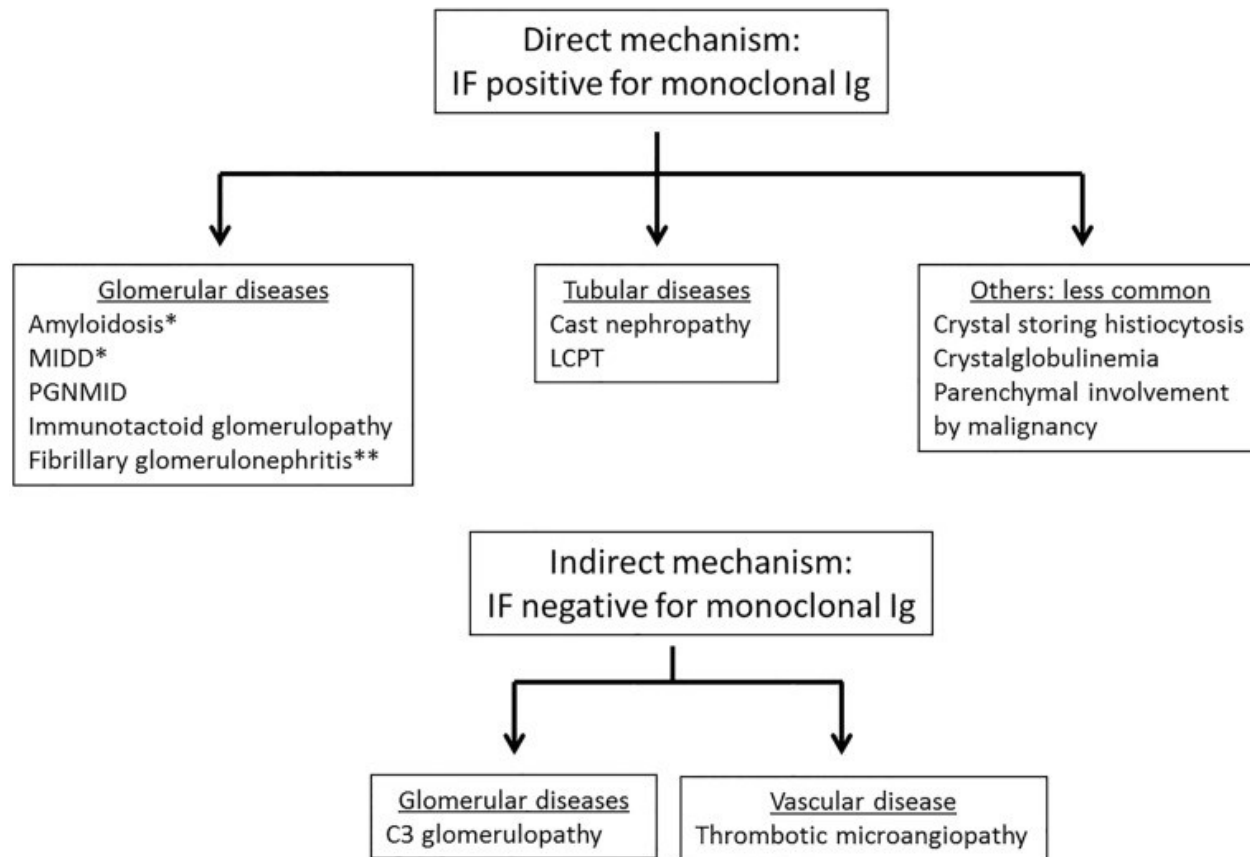 Direct mechanism:
IF positive for monoclonal Ig
Glomerular diseases
Amyloidosis*
MIDD*
PGNMID
Immunotactoid glomerulopathy
Fibrillary glomerulonephritis**
Tubular diseases
Cast nephropathy
LCPT
Others: less common
Crystal storing histiocytosis
Crystalglobulinemia
Parenchymal involvement
by malignancy
Indirect mechanism:
IF negative for monoclonal Ig
Glomerular diseases
C3 glomerulopathy
Vascular disease
Thrombotic microangiopathy